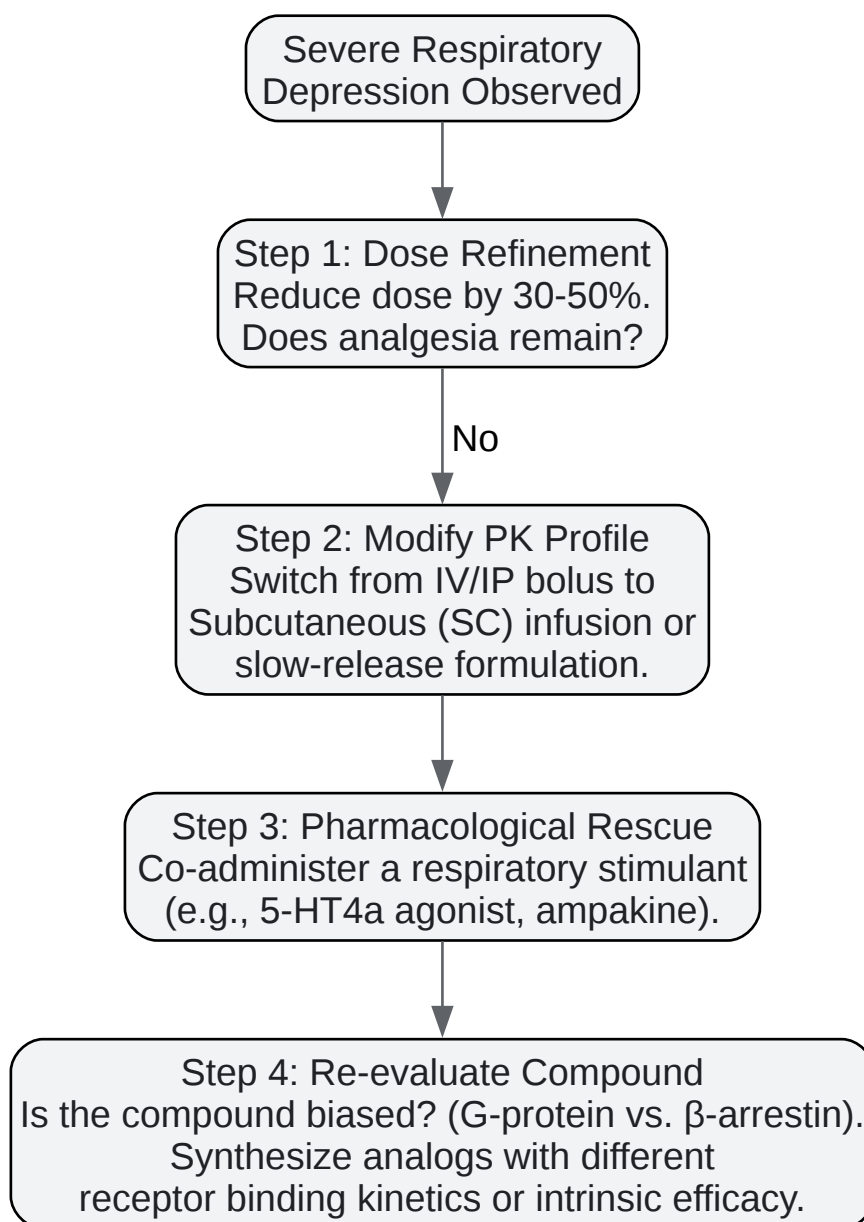 Severe Respiratory
Depression Observed
Step 1: Dose Refinement
Reduce dose by 30-50%.
Does analgesia remain?
No
Step 2: Modify PK Profile
Switch from IV/IP bolus to
Subcutaneous (SC) infusion or
slow-release formulation.
Step 3: Pharmacological Rescue
Co-administer a respiratory stimulant
(e.g., 5-HT4a agonist, ampakine).
Step 4: Re-evaluate Compound
Is the compound biased? (G-protein vs. β-arrestin).
Synthesize analogs with different
receptor binding kinetics or intrinsic efficacy.